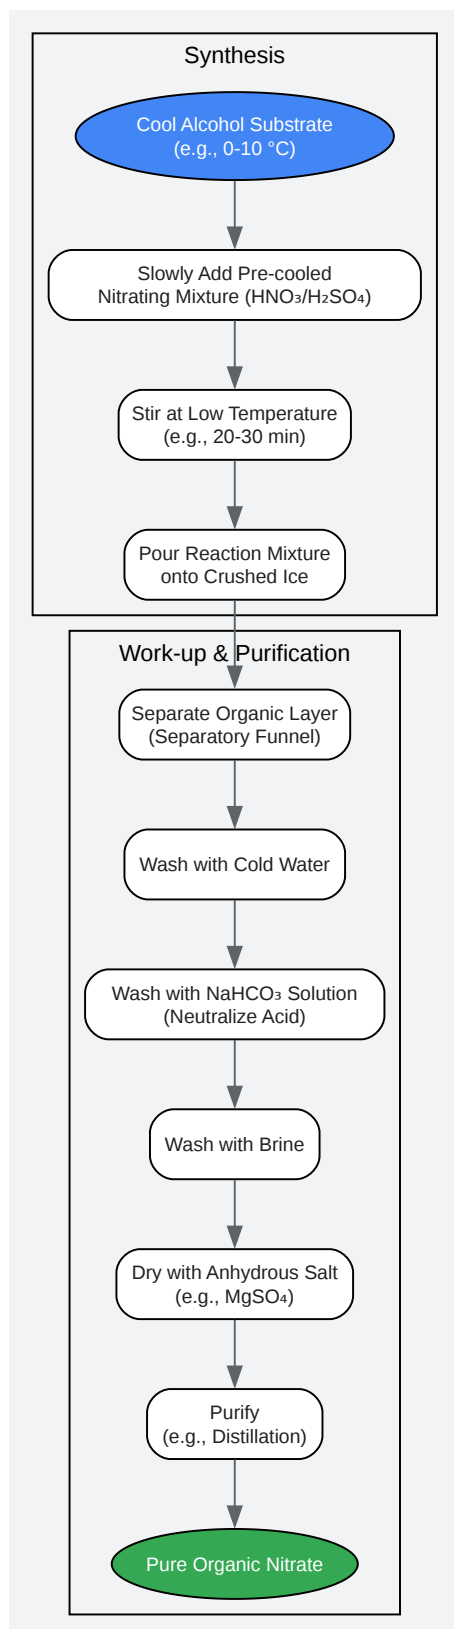 Synthesis
Cool Alcohol Substrate
(e.g., 0-10 °C)
Slowly Add Pre-cooled
Nitrating Mixture (HNO₃/H₂SO₄)
Stir at Low Temperature
(e.g., 20-30 min)
Pour Reaction Mixture
onto Crushed Ice
Work-up & Purification
Separate Organic Layer
(Separatory Funnel)
Wash with Cold Water
Wash with NaHCO₃ Solution
(Neutralize Acid)
Wash with Brine
Dry with Anhydrous Salt
(e.g., MgSO₄)
Purify
(e.g., Distillation)
Pure Organic Nitrate